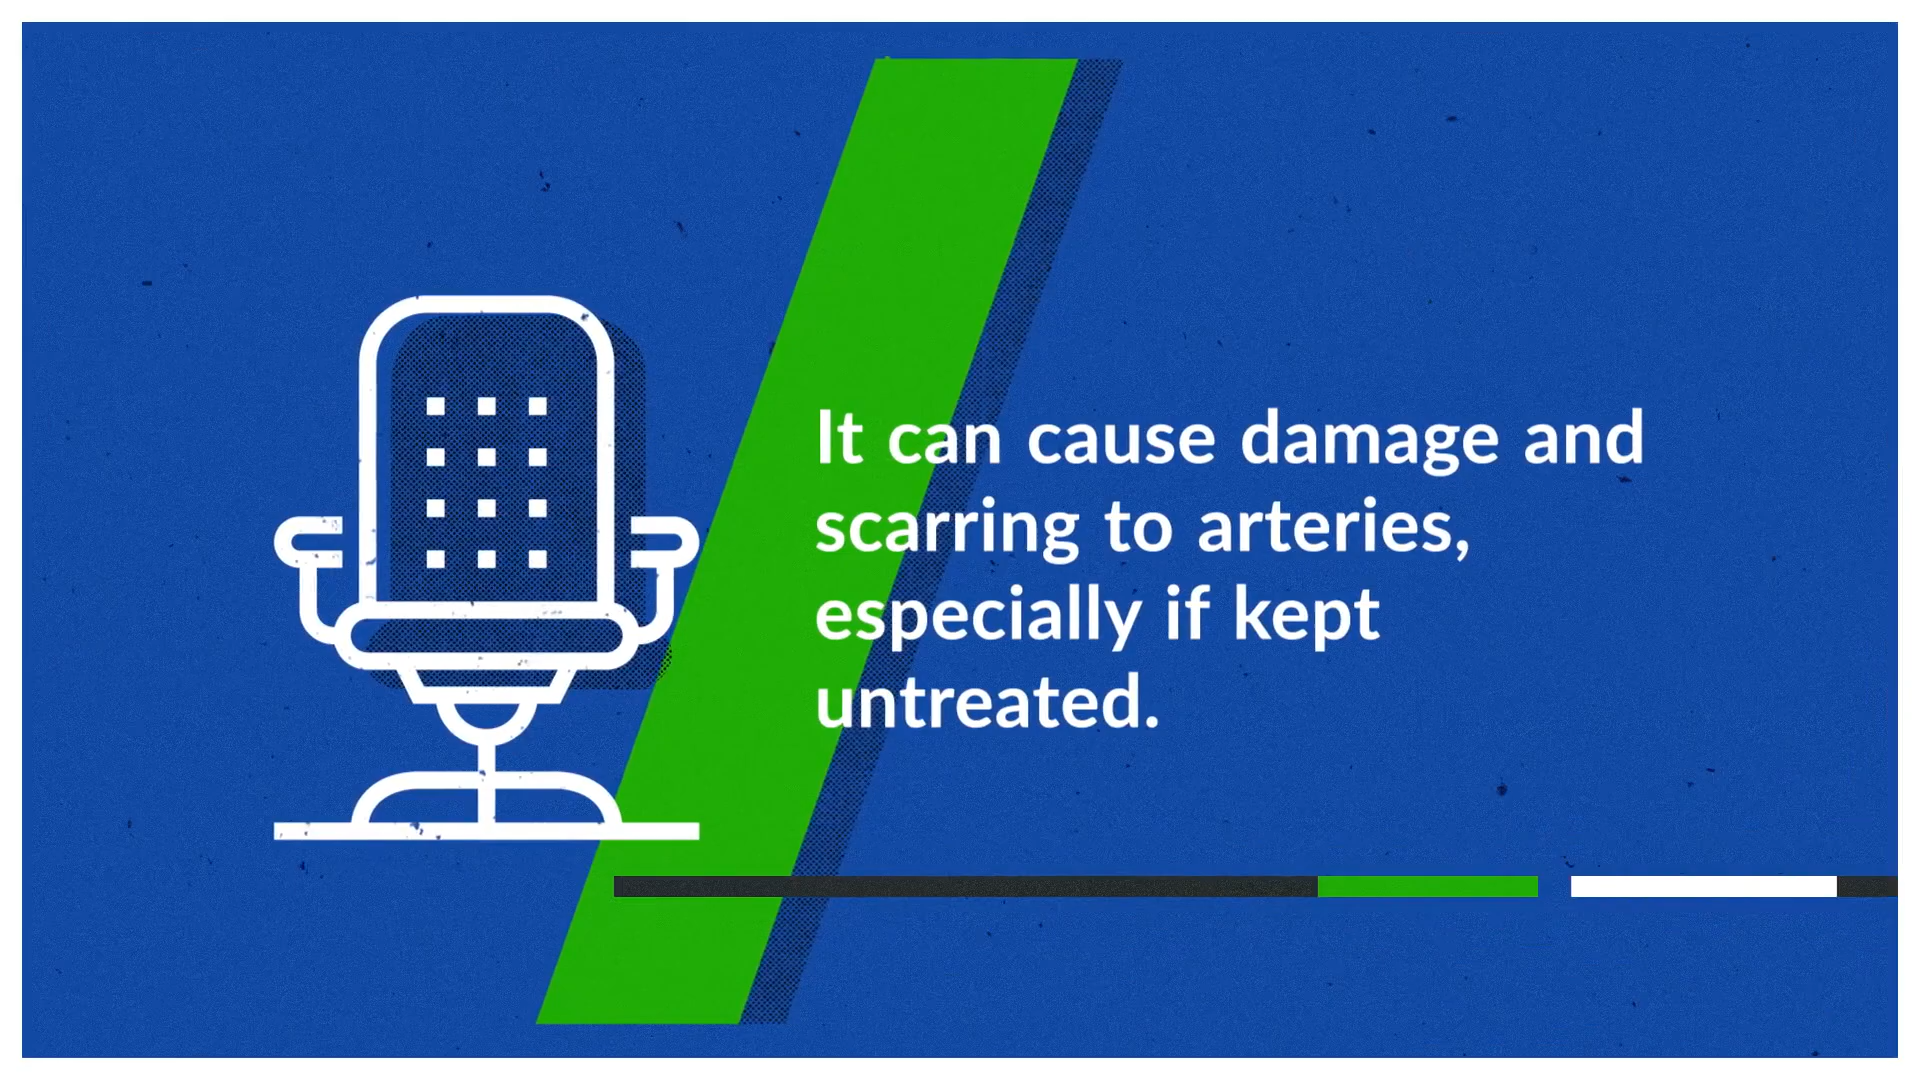 It can cause damage and
scarring to arteries,
especially if kept
untreated.